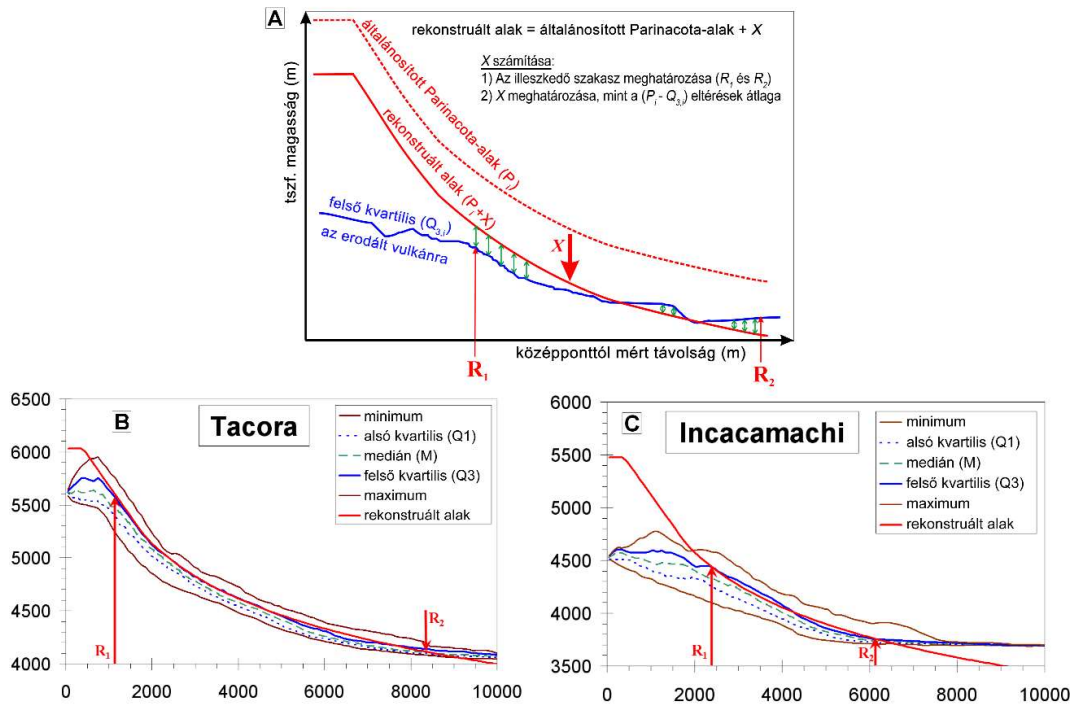 A
rekonstruált alak = általánosított Parinacota-alak + X
X számítása:
1) Az illeszkedő szakasz meghatározása (R1 és R2)
2) X meghatározása, mint a (Pi - Q3,i) eltérések átlaga
tszf. magasság (m)
általánosított Parinacota-alak (Pi)
rekonstruált alak (Pi+X)
felső kvartilis (Q3,i)
az erodált vulkánra
X
középponttól mért távolság (m)
R1
R2
B
Tacora
6500
6000
5500
5000
4500
4000
minimum
alsó kvartilis (Q1)
medián (M)
felső kvartilis (Q3)
maximum
rekonstruált alak
R1
R2
0 2000 4000 6000 8000 10000
C
Incacamachi
6000
5500
5000
4500
4000
3500
minimum
alsó kvartilis (Q1)
medián (M)
felső kvartilis (Q3)
maximum
rekonstruált alak
R1
R2
0 2000 4000 6000 8000 10000